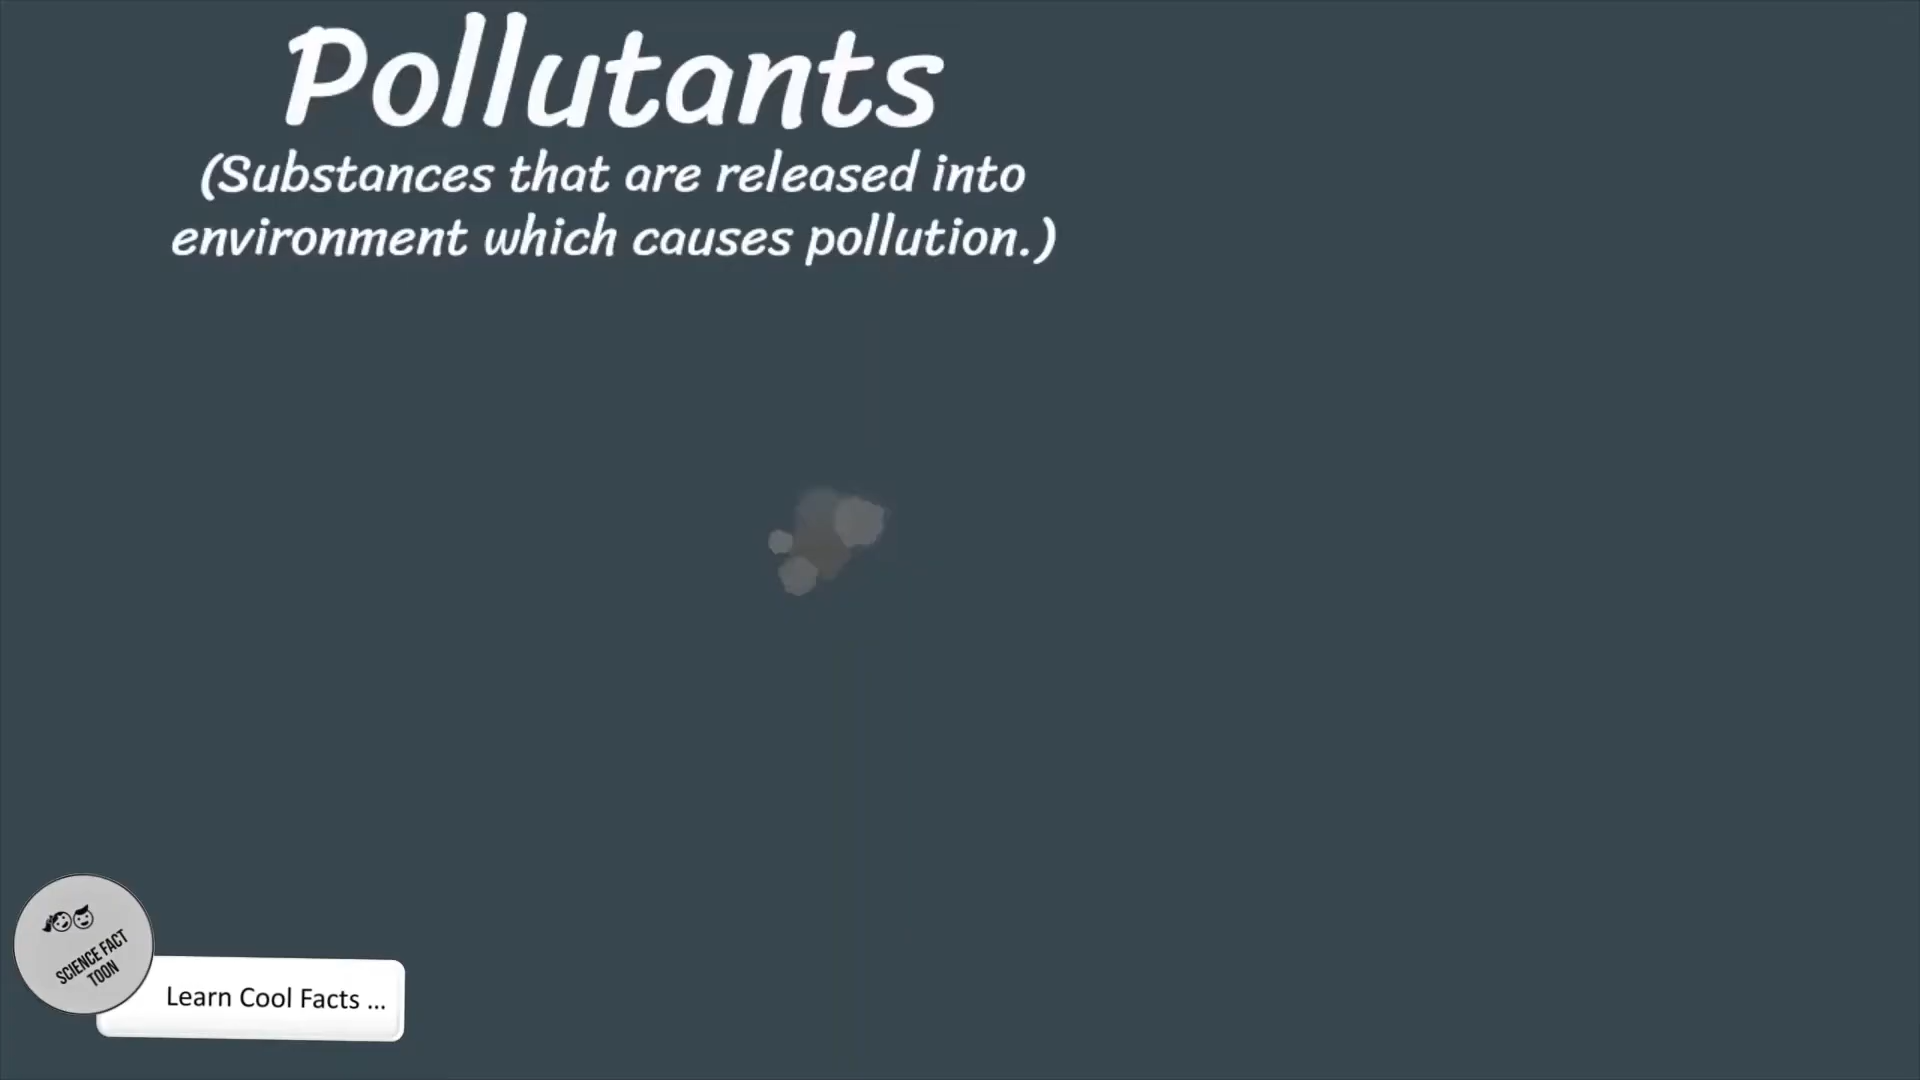 Pollutants
(Substances that are released into
environment which causes pollution.)
SCIENCE FACT
TOON
Learn Cool Facts ...